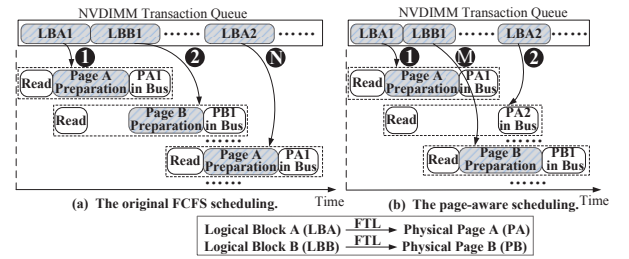 NVDIMM Transaction Queue
LBA1 LBB1 ······ LBA2 ······
1 2 N
Read Page A Preparation PA1 in Bus
Read Page B Preparation PB1 in Bus
······
Read Page A Preparation PA1 in Bus
······
Time
(a) The original FCFS scheduling.
NVDIMM Transaction Queue
LBA1 LBB1 ······ LBA2 ······
1 M 2
Read Page A Preparation PA1 in Bus
Read PA2 in Bus
······
Read Page B Preparation PB1 in Bus
······
Time
(b) The page-aware scheduling.
Logical Block A (LBA) FTL Physical Page A (PA)
Logical Block B (LBB) FTL Physical Page B (PB)